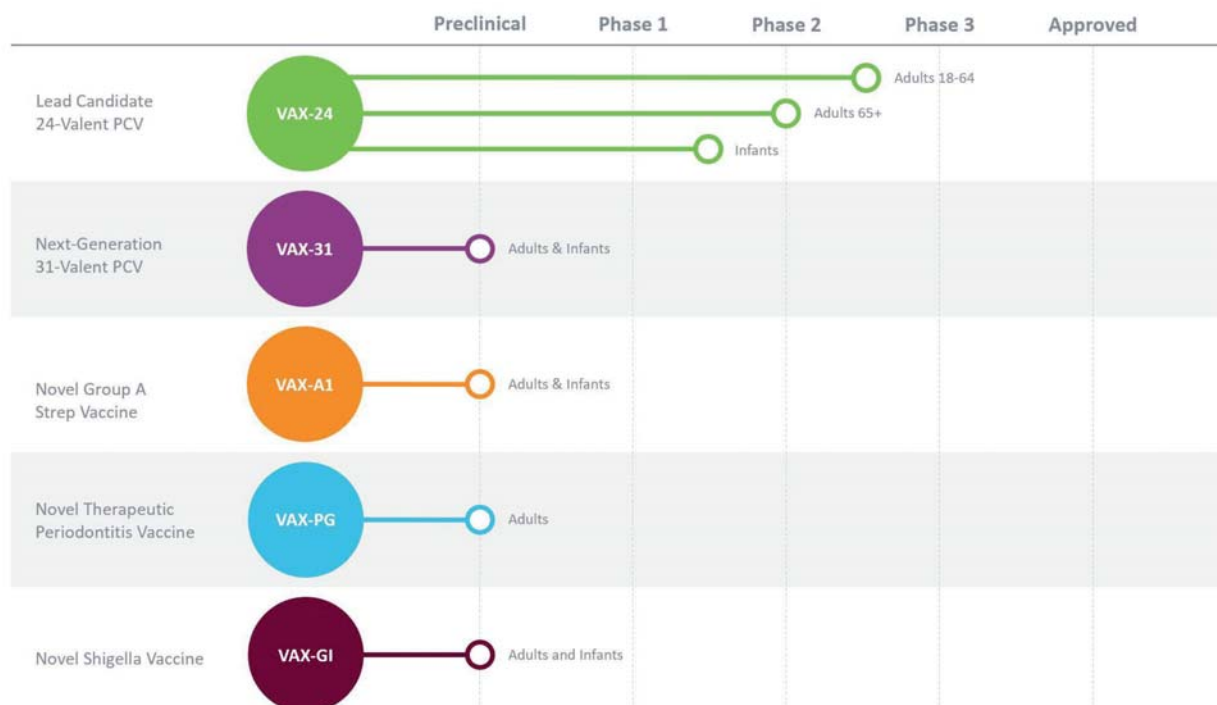 Preclinical Phase 1 Phase 2 Phase 3 Approved
Lead Candidate
24-Valent PCV
VAX-24
Adults 18-64
Adults 65+
Infants
Next-Generation
31-Valent PCV
VAX-31
Adults & Infants
Novel Group A
Strep Vaccine
VAX-A1
Adults & Infants
Novel Therapeutic
Periodontitis Vaccine
VAX-PG
Adults
Novel Shigella Vaccine
VAX-GI
Adults and Infants